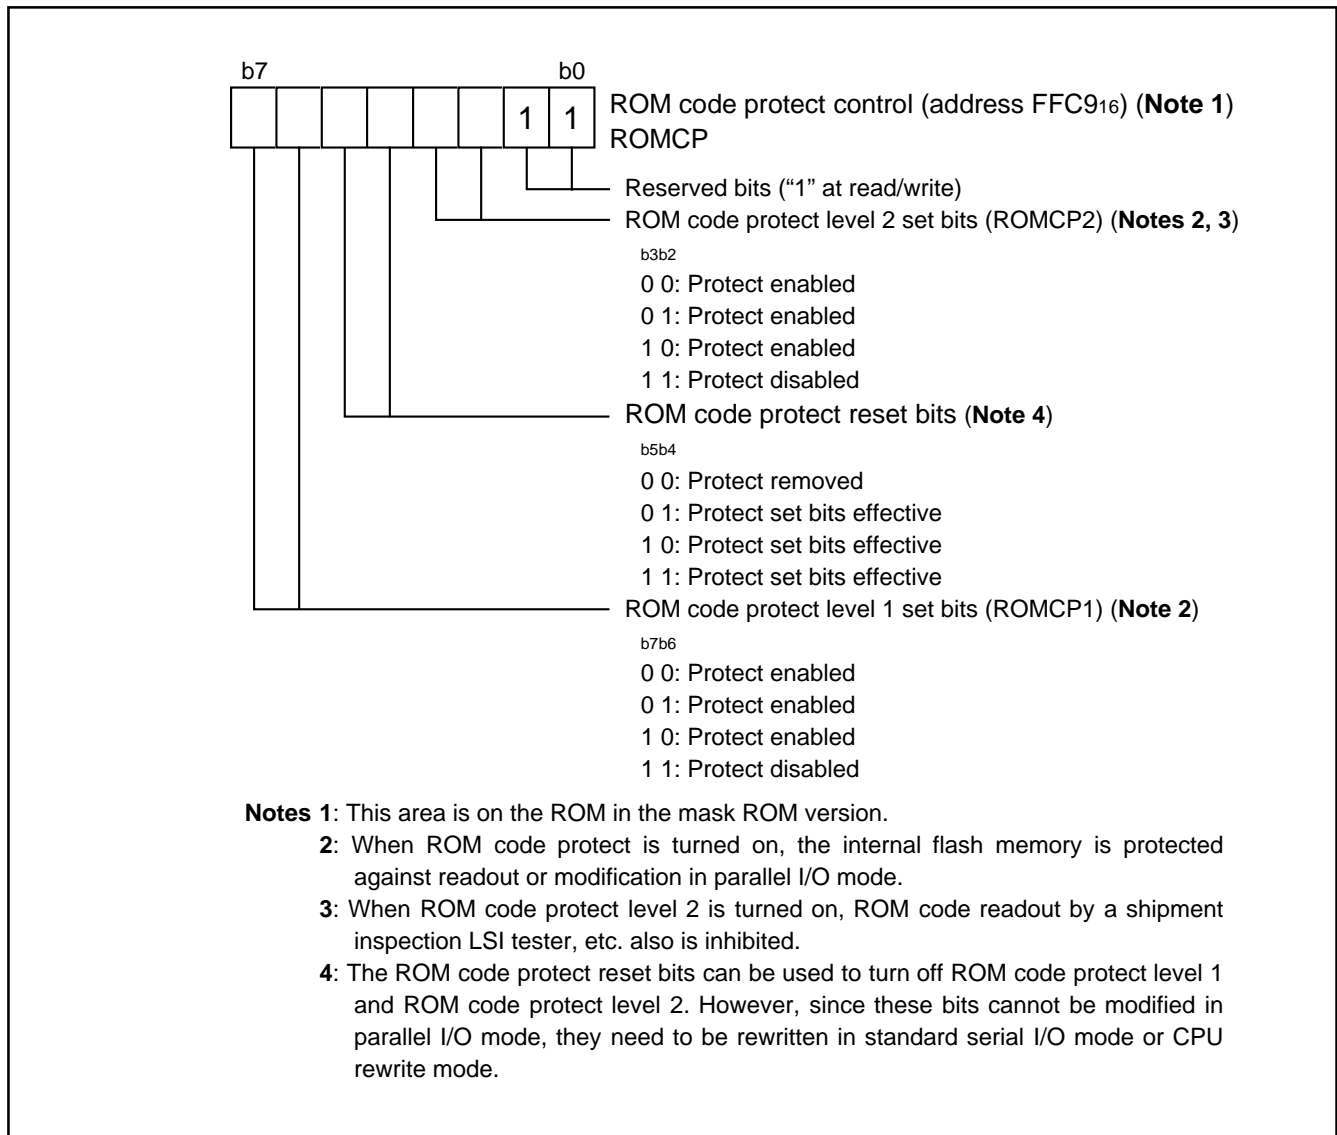 b7 b0
1 1 ROM code protect control (address FFC916) (Note 1)
ROMCP
Reserved bits (“1” at read/write)
ROM code protect level 2 set bits (ROMCP2) (Notes 2, 3)
b3b2
0 0: Protect enabled
0 1: Protect enabled
1 0: Protect enabled
1 1: Protect disabled
ROM code protect reset bits (Note 4)
b5b4
0 0: Protect removed
0 1: Protect set bits effective
1 0: Protect set bits effective
1 1: Protect set bits effective
ROM code protect level 1 set bits (ROMCP1) (Note 2)
b7b6
0 0: Protect enabled
0 1: Protect enabled
1 0: Protect enabled
1 1: Protect disabled
Notes 1: This area is on the ROM in the mask ROM version.
2: When ROM code protect is turned on, the internal flash memory is protected
against readout or modification in parallel I/O mode.
3: When ROM code protect level 2 is turned on, ROM code readout by a shipment
inspection LSI tester, etc. also is inhibited.
4: The ROM code protect reset bits can be used to turn off ROM code protect level 1
and ROM code protect level 2. However, since these bits cannot be modified in
parallel I/O mode, they need to be rewritten in standard serial I/O mode or CPU
rewrite mode.